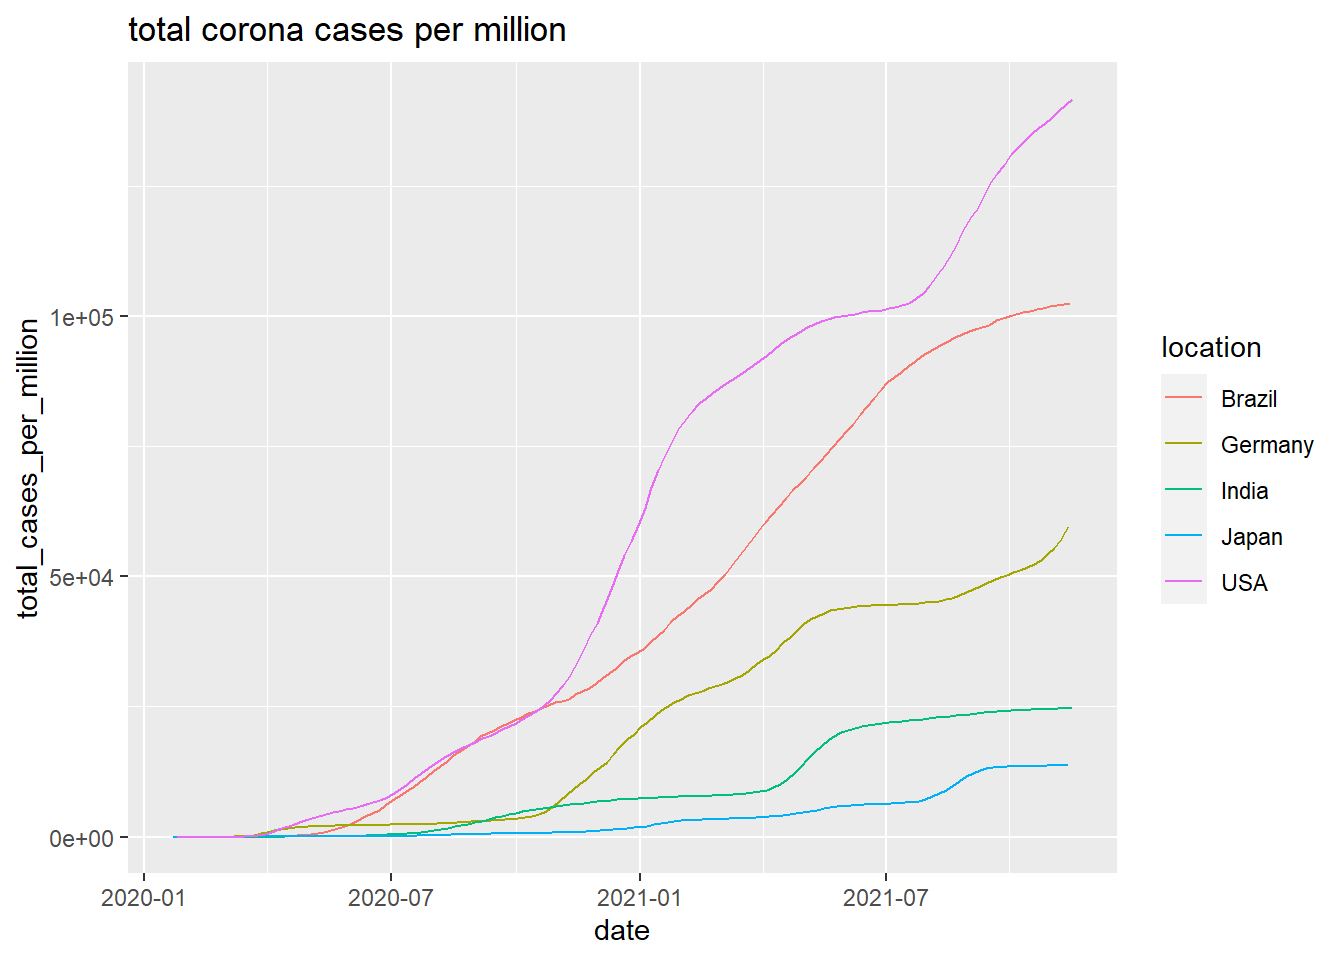 total corona cases per million
total_cases_per_million
1e+05
5e+04
0e+00
2020-01
2020-07
2021-01
2021-07
date
location
Brazil
Germany
India
Japan
USA